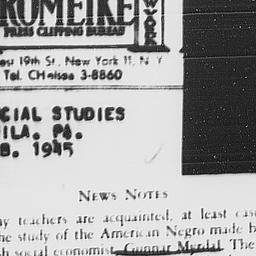 ROMEIKE
PRESS CLIPPING BUREAU
19th St., New York 11, N. Y.
Tel. CHelsea 3-8860
CIAL STUDIES
ILA. PA.
B. 1945
NEWS NOTES
ny teachers are acquainted, at least cas
he study of the American Negro made b
sh social economist, Gunnar Myrdal. The